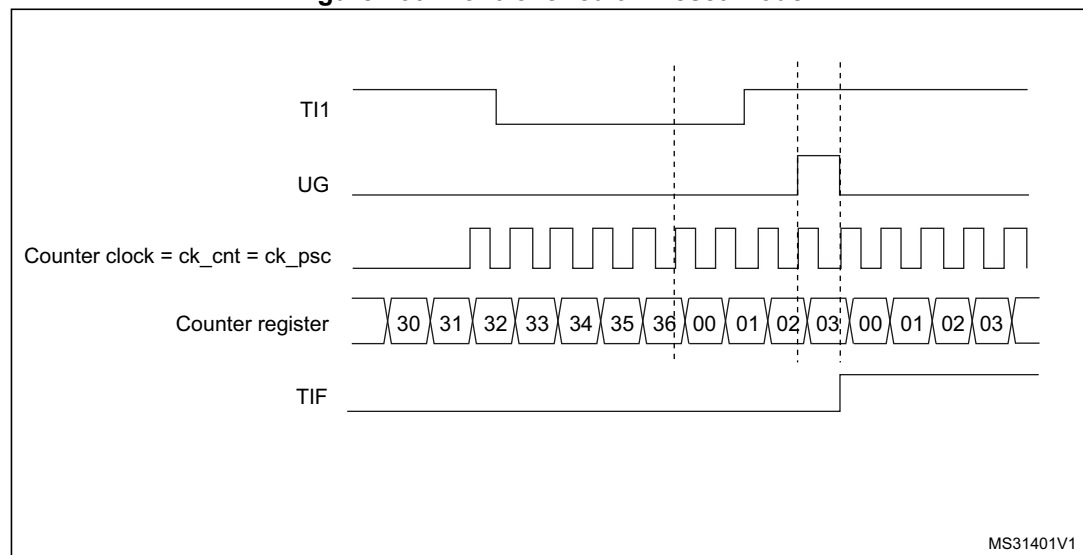 TI1
UG
Counter clock = ck_cnt = ck_psc
Counter register 30 31 32 33 34 35 36 00 01 02 03 00 01 02 03
TIF
MS31401V1